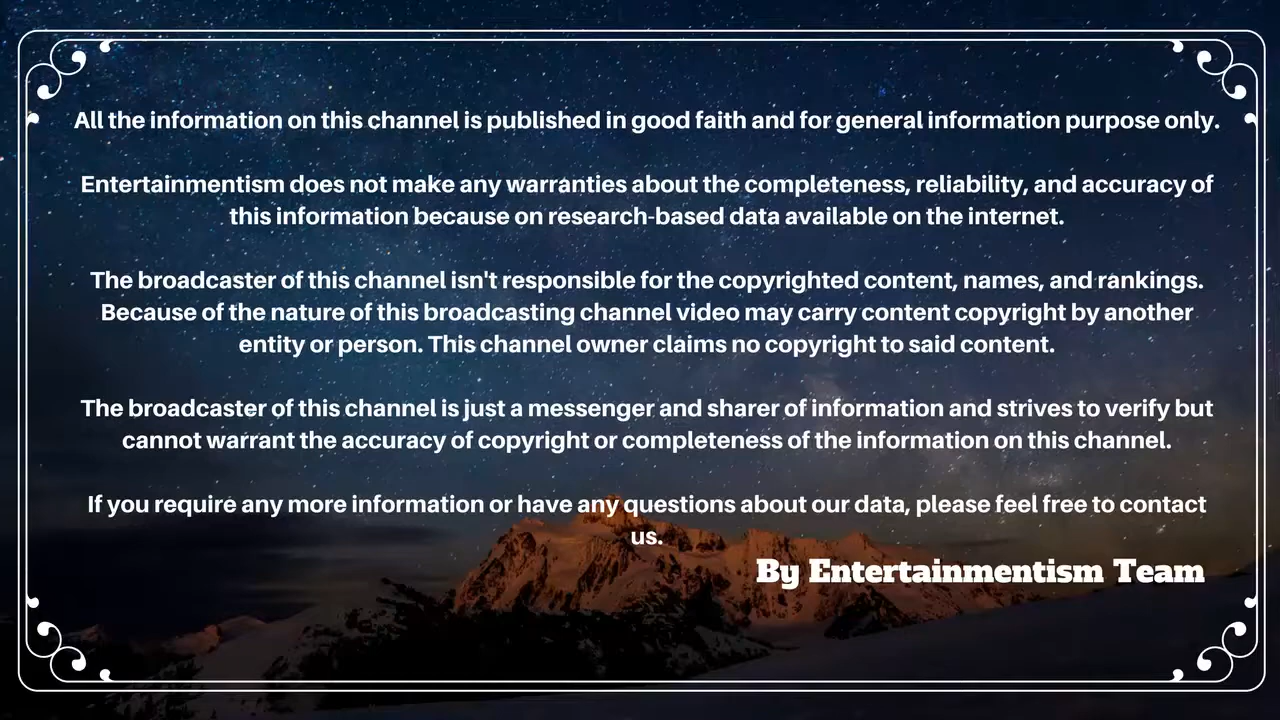 All the information on this channel is published in good faith and for general information purpose only.
Entertainmentism does not make any warranties about the completeness, reliability, and accuracy of
this information because on research-based data available on the internet.
The broadcaster of this channel isn't responsible for the copyrighted content, names, and rankings.
Because of the nature of this broadcasting channel video may carry content copyright by another
entity or person. This channel owner claims no copyright to said content.
The broadcaster of this channel is just a messenger and sharer of information and strives to verify but
cannot warrant the accuracy of copyright or completeness of the information on this channel.
If you require any more information or have any questions about our data, please feel free to contact
us.
By Entertainmentism Team